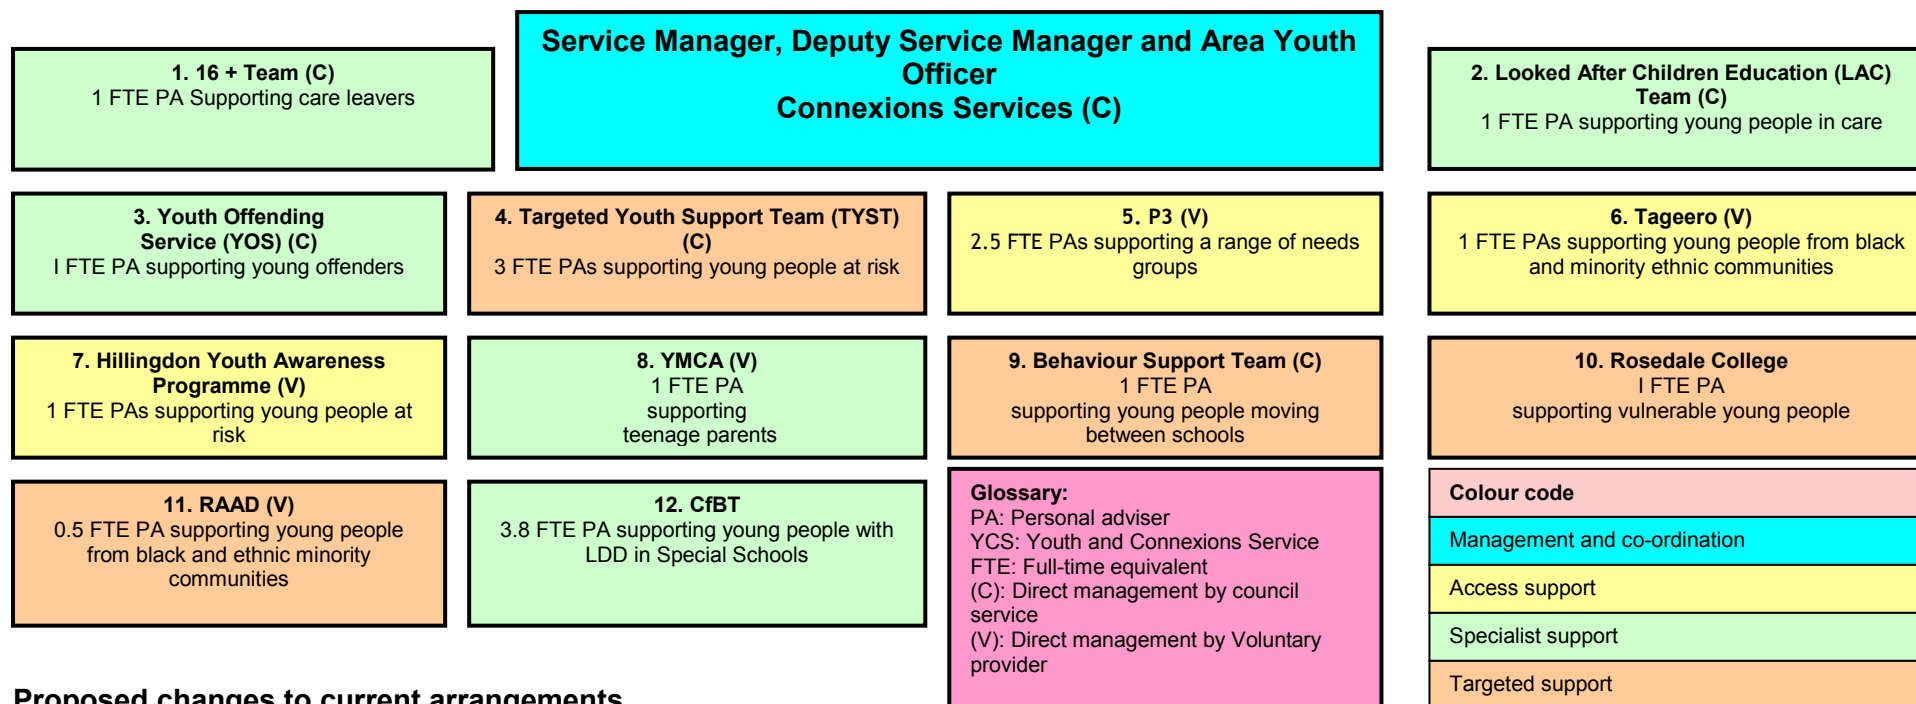 1. 16 + Team (C)
1 FTE PA Supporting care leavers
Service Manager, Deputy Service Manager and Area Youth
Officer
Connexions Services (C)
2. Looked After Children Education (LAC)
Team (C)
1 FTE PA supporting young people in care
3. Youth Offending
Service (YOS) (C)
I FTE PA supporting young offenders
4. Targeted Youth Support Team (TYST)
(C)
3 FTE PAs supporting young people at risk
5. P3 (V)
2.5 FTE PAs supporting a range of needs
groups
6. Tageero (V)
1 FTE PAs supporting young people from black
and minority ethnic communities
7. Hillingdon Youth Awareness
Programme (V)
1 FTE PAs supporting young people at
risk
8. YMCA (V)
1 FTE PA
supporting
teenage parents
9. Behaviour Support Team (C)
1 FTE PA
supporting young people moving
between schools
10. Rosedale College
I FTE PA
supporting vulnerable young people
11. RAAD (V)
0.5 FTE PA supporting young people
from black and ethnic minority
communities
12. CfBT
3.8 FTE PA supporting young people with
LDD in Special Schools
Glossary:
PA: Personal adviser
YCS: Youth and Connexions Service
FTE: Full-time equivalent
(C): Direct management by council
service
(V): Direct management by Voluntary
provider
Colour code
Management and co-ordination
Access support
Specialist support
Targeted support
Proposed changes to current arrangements